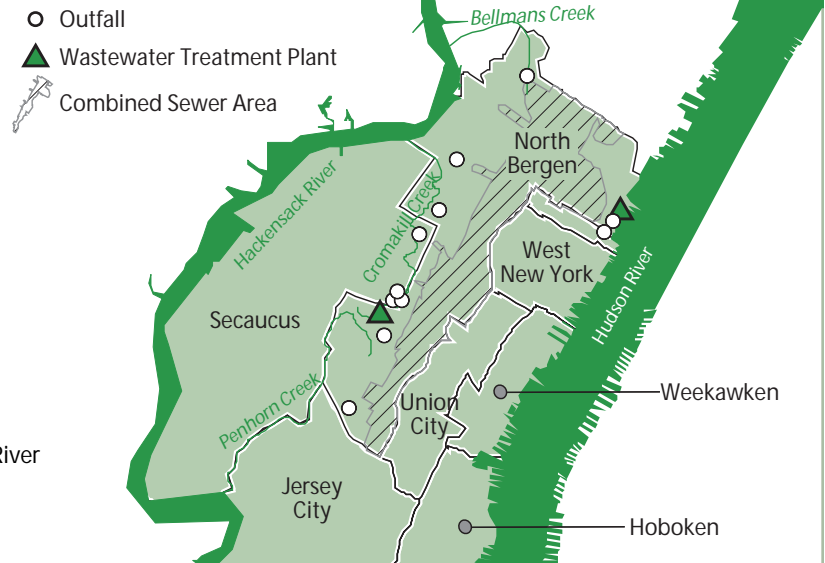 Outfall
Wastewater Treatment Plant
Combined Sewer Area
Bellmans Creek
North
Bergen
Hackensack River
Cromakill Creek
West
New York
Hudson River
Secaucus
Penhorn Creek
Union
City
Weekawken
River
Jersey
City
Hoboken